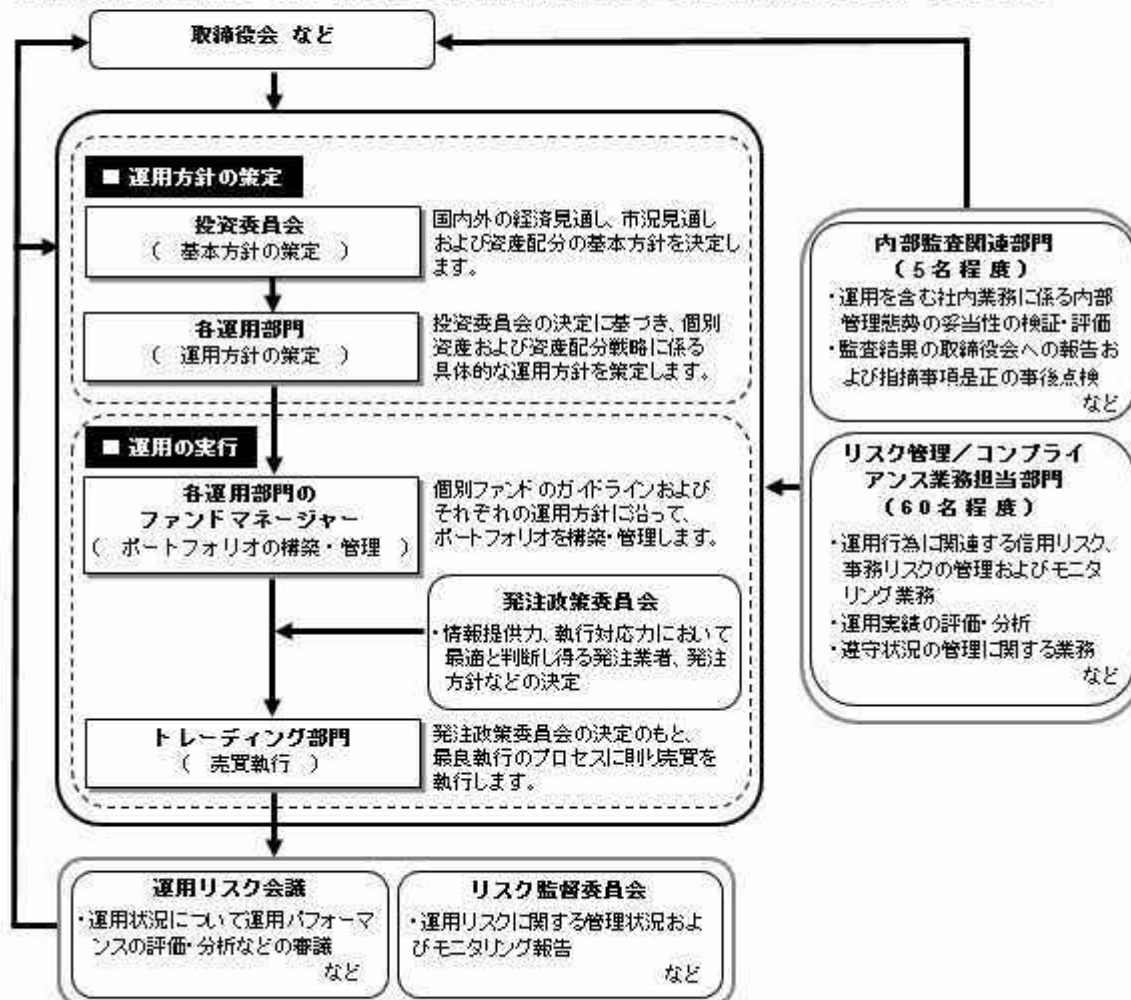 取締役会 など
■ 運用方針の策定
投資委員会
( 基本方針の策定 )
国内外の経済見通し、市況見通し
および資産配分の基本方針を決定し
ます。
各運用部門
( 運用方針の策定 )
投資委員会の決定に基づき、個別
資産および資産配分戦略に係る
具体的な運用方針を策定します。
■ 運用の実行
各運用部門の
ファンドマネージャー
( ポートフォリオの構築・管理 )
個別ファンドのガイドラインおよび
それぞれの運用方針に沿って、
ポートフォリオを構築・管理します。
発注政策委員会
・情報提供力、執行対応力において
最適と判断し得る発注業者、発注
方針などの決定
トレーディング部門
( 売買執行 )
発注政策委員会の決定のもと、
最良執行のプロセスに則り売買を
執行します。
内部監査関連部門
(5名程度)
・運用を含む社内業務に係る内部
管理態勢の妥当性の検証・評価
・監査結果の取締役会への報告お
よび指摘事項是正の事後点検
など
リスク管理/コンプライ
アンス業務担当部門
(60名程度)
・運用行為に関連する信用リスク、
事務リスクの管理およびモニタ
リング業務
・運用実績の評価・分析
・遵守状況の管理に関する業務
など
運用リスク会議
・運用状況について運用パフォーマ
ンスの評価・分析などの審議
など
リスク監督委員会
・運用リスクに関する管理状況およ
びモニタリング報告
など